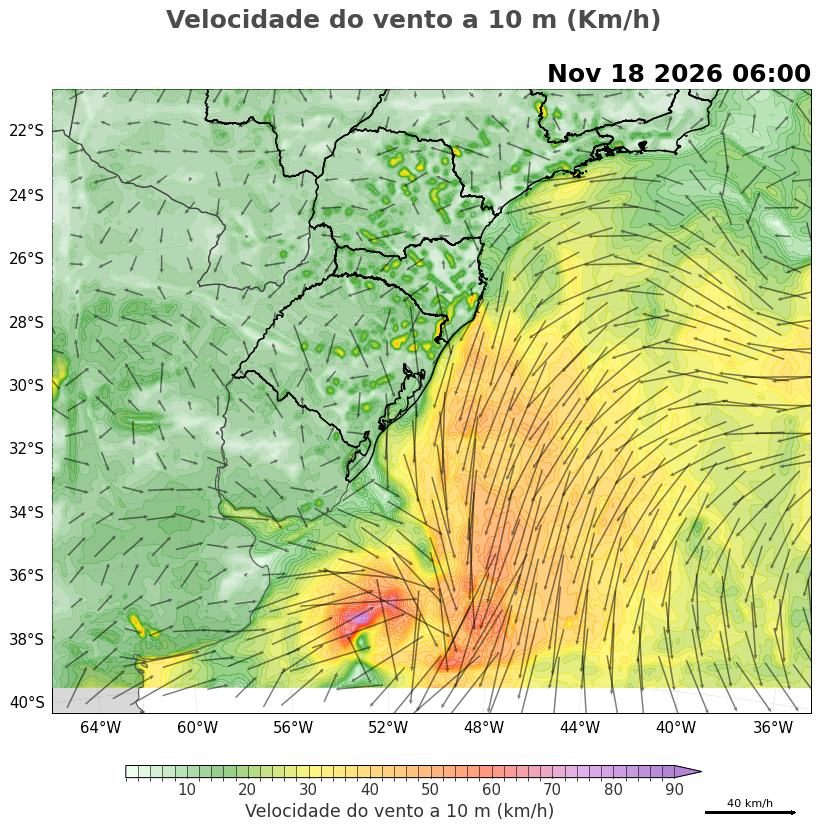 Velocidade do vento a 10 m (Km/h)
Nov 18 2026 06:00
22°S
24°S
26°S
28°S
30°S
32°S
34°S
36°S
38°S
40°S
64°W 60°W 56°W 52°W 48°W 44°W 40°W 36°W
10 20 30 40 50 60 70 80 90
Velocidade do vento a 10 m (km/h)
40 km/h